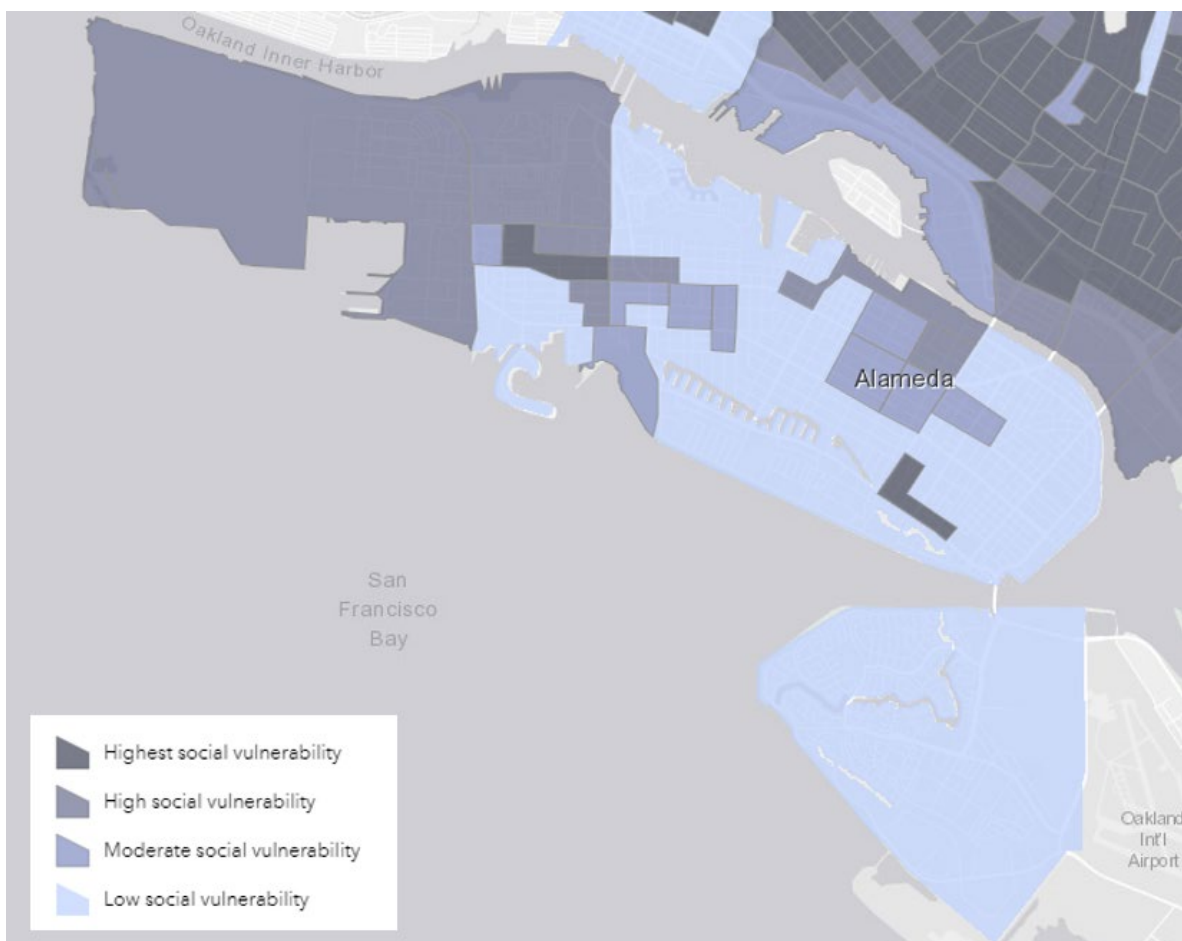 Oakland Inner Harbor
Alameda
San
Francisco
Bay
Oakland
Int'l
Airport
Highest social vulnerability
High social vulnerability
Moderate social vulnerability
Low social vulnerability